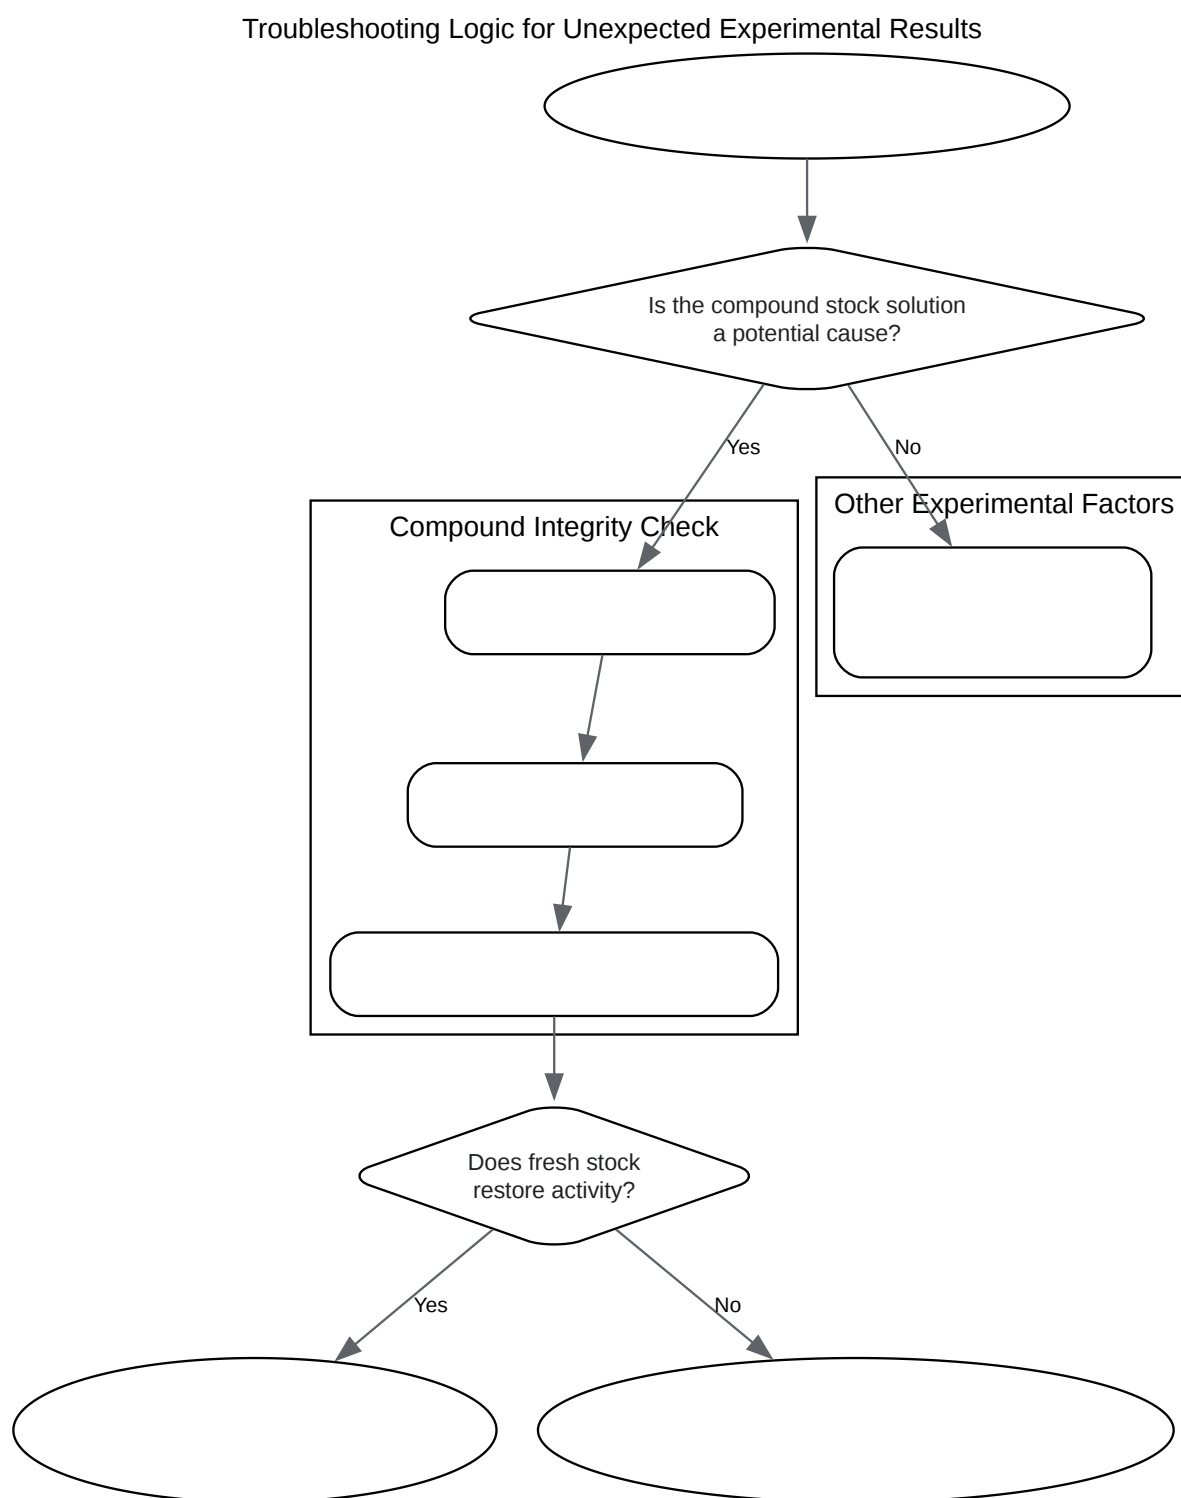 Troubleshooting Logic for Unexpected Experimental Results
Is the compound stock solution
a potential cause?
Yes
No
Compound Integrity Check
Other Experimental Factors
Does fresh stock
restore activity?
Yes
No